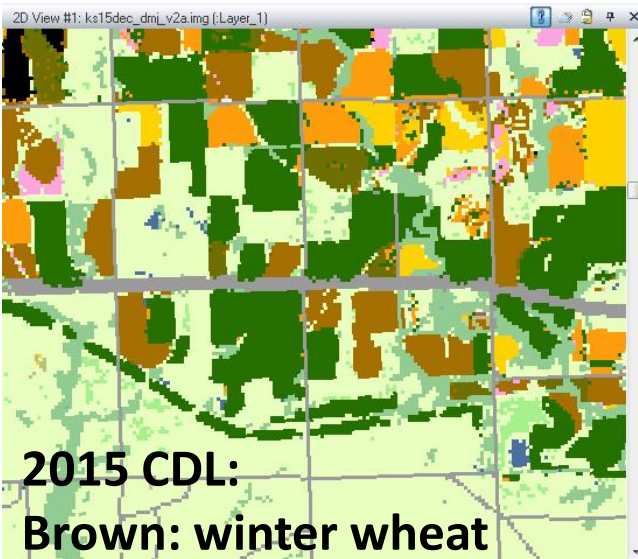 2D View #1: ks15dec_dmj_v2a.img (:Layer_1)
2015 CDL:
Brown: winter wheat